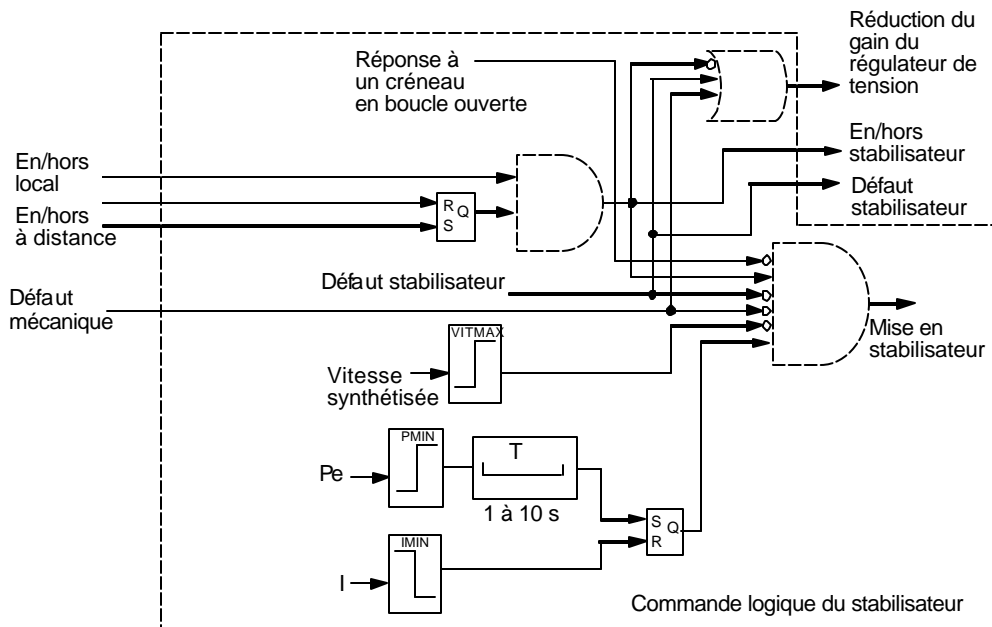 Réduction du
gain du
régulateur de
tension
Réponse à
un créneau
en boucle ouverte
En/hors
stabilisateur
En/hors
local
Défaut
stabilisateur
R Q
S
En/hors
à distance
Défaut stabilisateur
Défaut
mécanique
Mise en
stabilisateur
VITMAX
Vitesse
synthétisée
PMIN
T
Pe
1 à 10 s
S Q
R
IMIN
I
Commande logique du stabilisateur